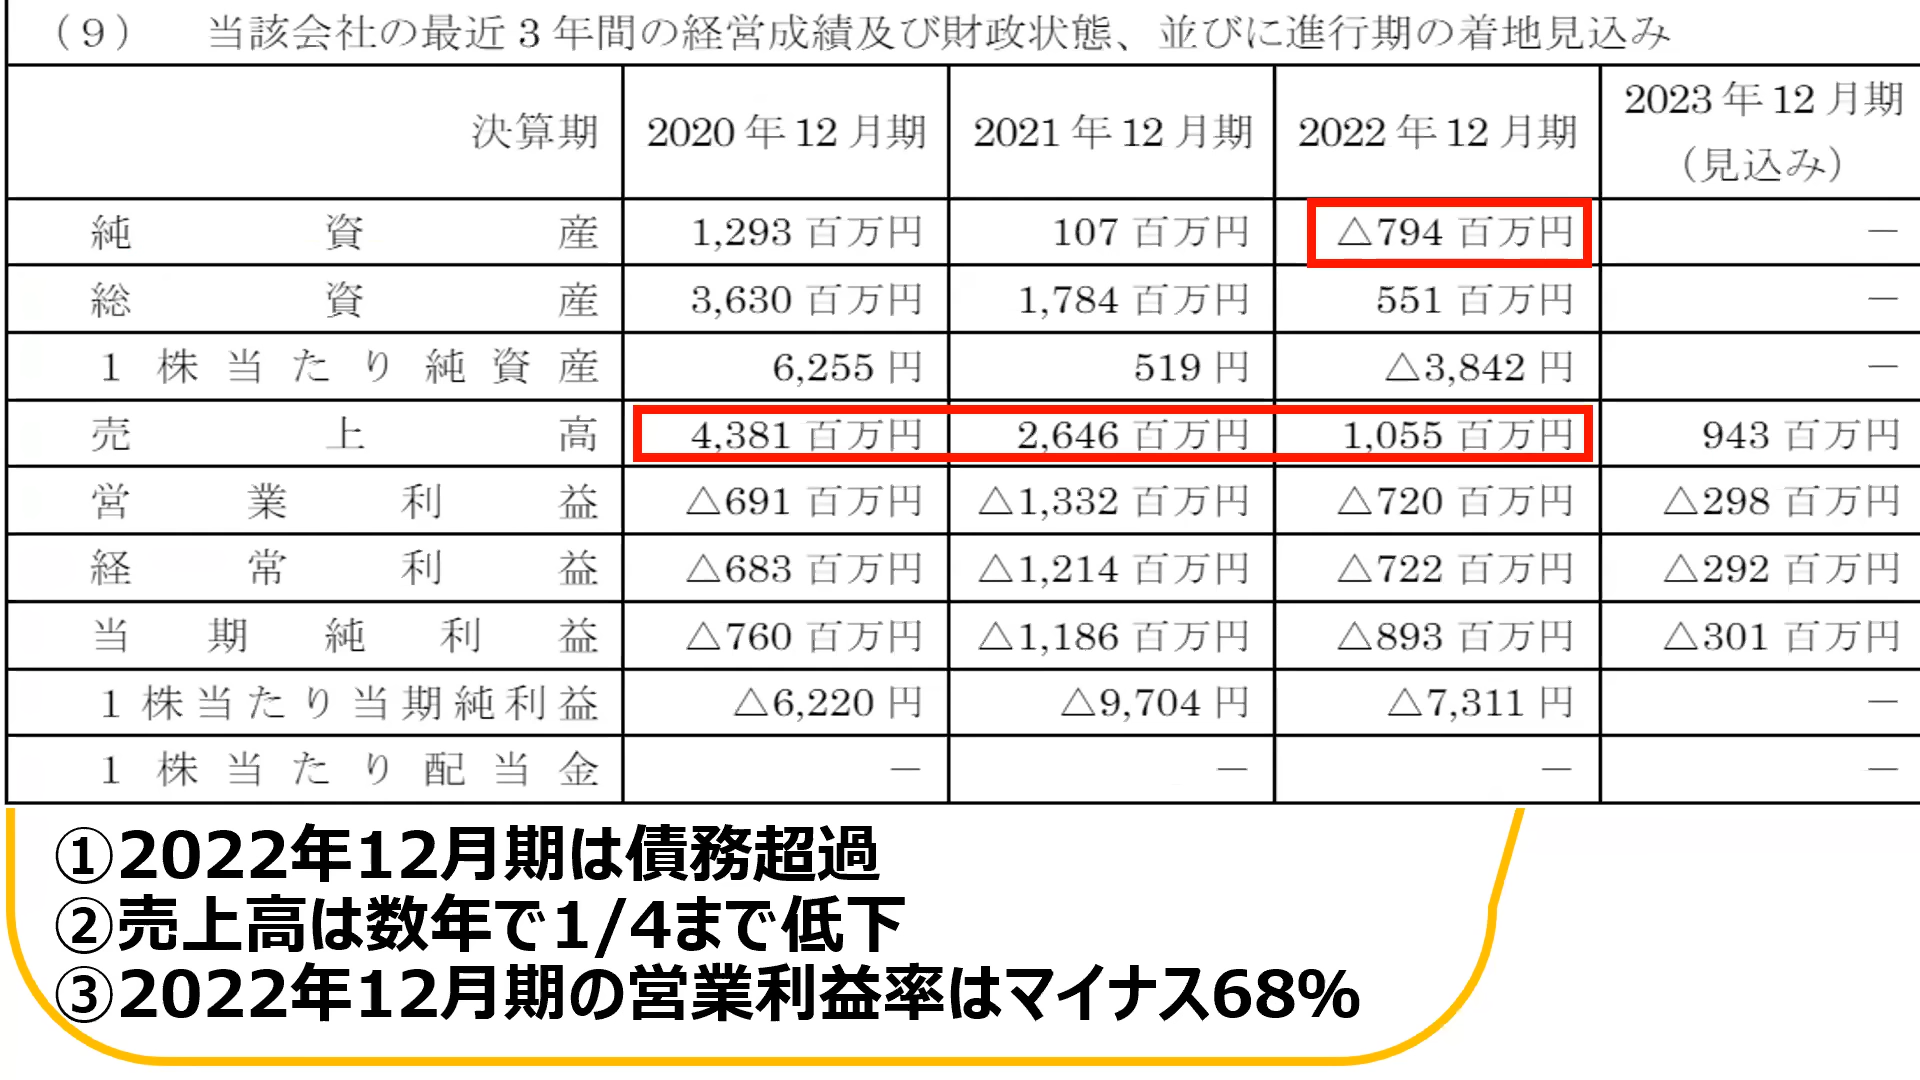 （９） 当該会社の最近３年間の経営成績及び財政状態、並びに進行期の着地見込み
決算期 2020年12月期 2021年12月期 2022年12月期 2023年12月期（見込み）
純資産 1,293百万円 107百万円 △794百万円 －
総資産 3,630百万円 1,784百万円 551百万円 －
１株当たり純資産 6,255円 519円 △3,842円 －
売上高 4,381百万円 2,646百万円 1,055百万円 943百万円
営業利益 △691百万円 △1,332百万円 △720百万円 △298百万円
経常利益 △683百万円 △1,214百万円 △722百万円 △292百万円
当期純利益 △760百万円 △1,186百万円 △893百万円 △301百万円
１株当たり当期純利益 △6,220円 △9,704円 △7,311円 －
１株当たり配当金 － － － －
①2022年12月期は債務超過
②売上高は数年で1/4まで低下
③2022年12月期の営業利益率はマイナス68%